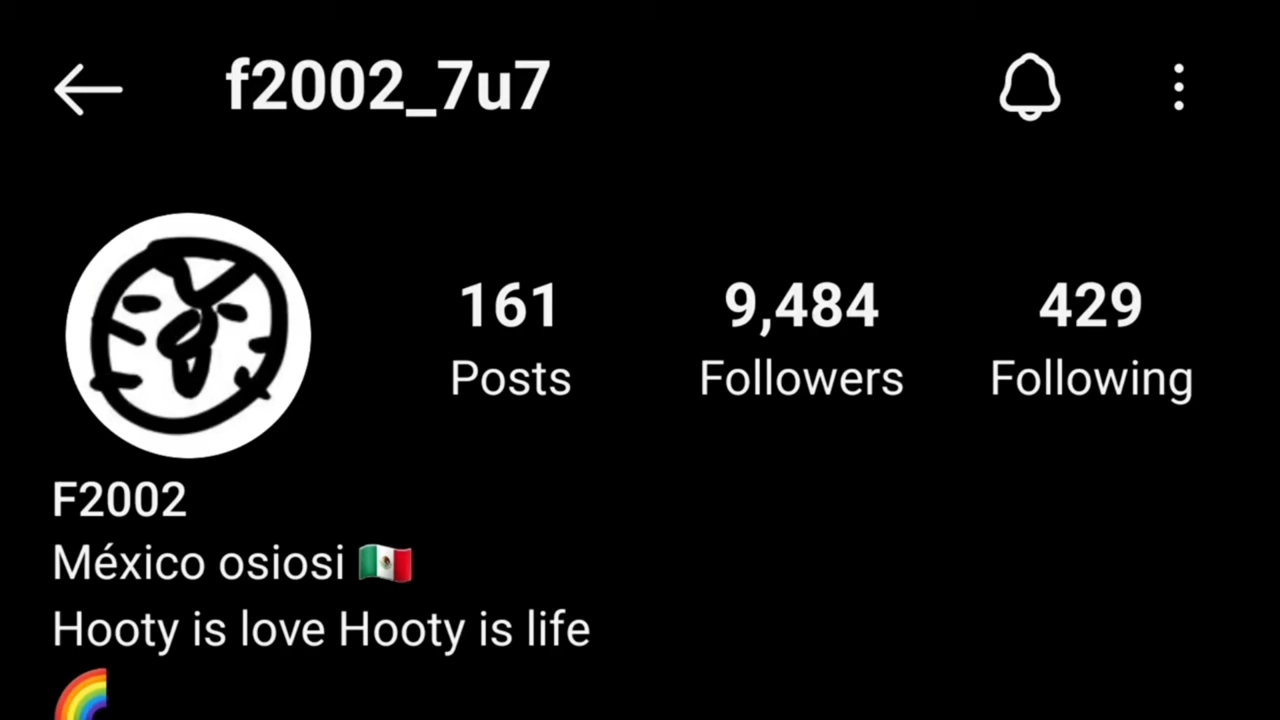 f2002_7u7
161 9,484 429
Posts Followers Following
F2002
México osiosi 🇲🇽
Hooty is love Hooty is life
🌈